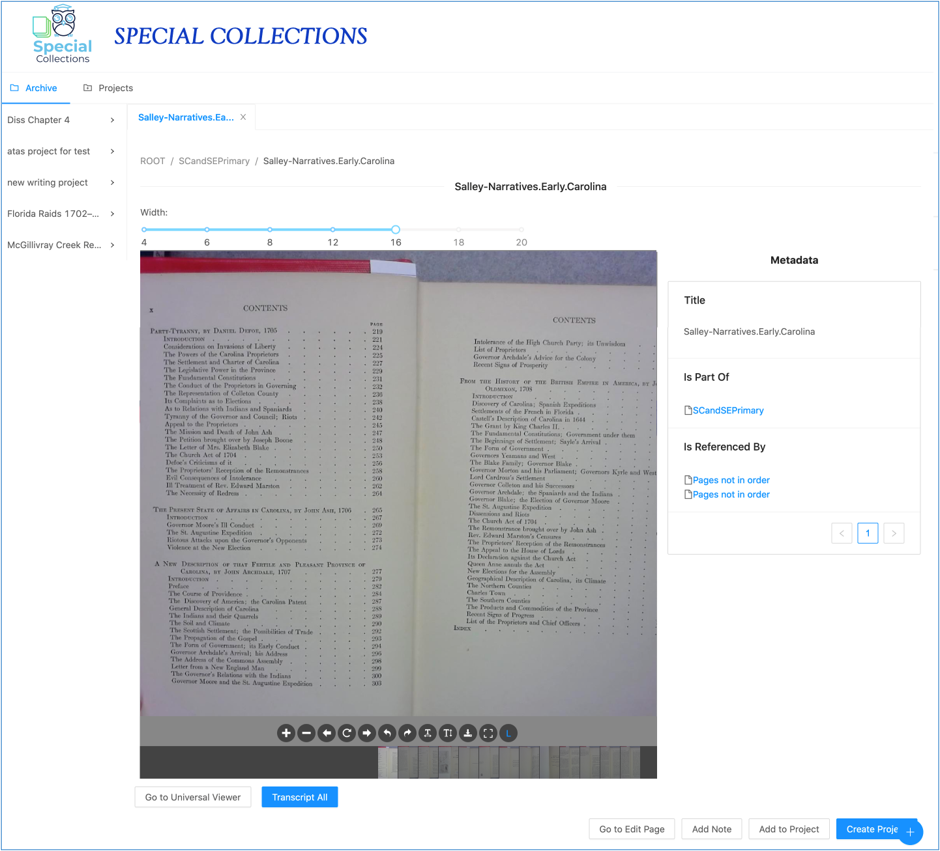 Special
Collections
SPECIAL COLLECTIONS
Archive
Projects
Diss Chapter 4
atas project for test
new writing project
Florida Raids 1702–...
McGillivray Creek Re...
Salley-Narratives.Ea... X
ROOT / SCandSEPrimary / Salley-Narratives.Early.Carolina
Salley-Narratives.Early.Carolina
Width:
4 6 8 12 16 18 20
x CONTENTS
PAGE
PARTY-TYRANNY, BY DANIEL DEFOE, 1705 . . . . . 219
INTRODUCTION . . . . . 221
Considerations on Invasions of Liberty . . . . . 224
The Powers of the Carolina Proprietors . . . . . 225
The Settlement and Charter of Carolina . . . . . 227
The Legislative Power in the Province . . . . . 229
The Fundamental Constitutions . . . . . 231
The Conduct of the Proprietors in Governing . . . . . 232
The Representation of Colleton County . . . . . 236
Its Complaints as to Elections . . . . . 238
As to Relations with Indians and Spaniards . . . . . 240
Tyranny of the Governor and Council; Riots . . . . . 242
Appeal to the Proprietors . . . . . 245
The Mission and Death of John Ash . . . . . 247
The Petition brought over by Joseph Boone . . . . . 248
The Letter of Mrs. Elizabeth Blake . . . . . 250
The Church Act of 1704 . . . . . 253
Defoe's Criticisms of it . . . . . 256
The Proprietors' Reception of the Remonstrances . . . . . 258
Evil Consequences of Intolerance . . . . . 260
Ill Treatment of Rev. Edward Marston . . . . . 262
The Necessity of Redress . . . . . 264
THE PRESENT STATE OF AFFAIRS IN CAROLINA, BY JOHN ASH, 1706 . . . . . 265
INTRODUCTION . . . . . 267
Governor Moore's Ill Conduct . . . . . 269
The St. Augustine Expedition . . . . . 272
Riotous Attacks upon the Governor's Opponents . . . . . 273
Violence at the New Election . . . . . 274
A NEW DESCRIPTION OF THAT FERTILE AND PLEASANT PROVINCE OF
CAROLINA, BY JOHN ARCHDALE, 1707 . . . . . 277
INTRODUCTION . . . . . 279
Preface . . . . . 282
The Course of Providence . . . . . 284
The Discovery of America; the Carolina Patent . . . . . 287
General Description of Carolina . . . . . 288
The Indians and their Quarrels . . . . . 289
The Soil and Climate . . . . . 290
The Scottish Settlement; the Possibilities of Trade . . . . . 292
The Propagation of the Gospel . . . . . 293
The Form of Government; its Early Conduct . . . . . 294
Governor Archdale's Arrival; his Address . . . . . 295
The Address of the Commons Assembly . . . . . 298
Letter from a New England Man . . . . . 299
The Governor's Relations with the Indians . . . . . 300
Governor Moore and the St. Augustine Expedition . . . . . 303
CONTENTS
Intolerance of the High Church Party; its Unwisdom
List of Proprietors
Governor Archdale's Advice for the Colony
Recent Signs of Prosperity
FROM THE HISTORY OF THE BRITISH EMPIRE IN AMERICA, BY J
OLDMIXON, 1708
INTRODUCTION
Discovery of Carolina; Spanish Expeditions
Settlements of the French in Florida
Castell's Description of Carolina in 1644
The Grant by King Charles II.
The Fundamental Constitutions; Government under them
The Beginnings of Settlement; Sayle's Arrival
The Form of Government
Governors Yeamans and West
The Blake Family; Governor Blake
Governor Morton and his Parliament; Governors Kyrle and West
Lord Cardross's Settlement
Governor Colleton and his Successors
Governor Archdale; the Spaniards and the Indians
Governor Blake; the Election of Governor Moore
The St. Augustine Expedition
Dissensions and Riots
The Church Act of 1704
The Remonstrance brought over by John Ash
Rev. Edward Marston's Censures
The Proprietors' Reception of the Remonstrances
The Appeal to the House of Lords
Its Declaration against the Church Act
Queen Anne annuls the Act
New Elections for the Assembly
Geographical Description of Carolina, its Climate
The Northern Counties
Charles Town
The Southern Counties
The Products and Commodities of the Province
Recent Signs of Progress
List of the Proprietors and Chief Officers
INDEX
Metadata
Title
Salley-Narratives.Early.Carolina
Is Part Of
SCandSEPrimary
Is Referenced By
Pages not in order
Pages not in order
< 1 >
L
Go to Universal Viewer
Transcript All
Go to Edit Page
Add Note
Add to Project
Create Proje
+